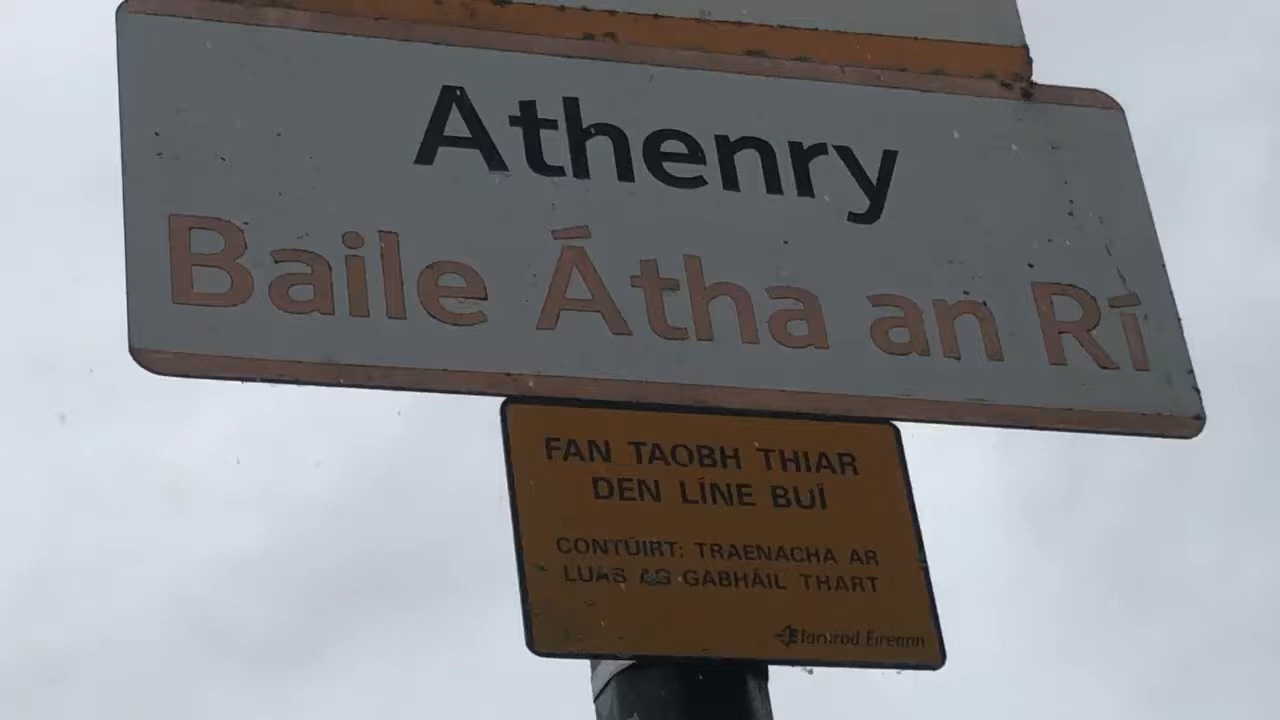 Athenry
Baile Átha an Rí
FAN TAOBH THIAR
DEN LÍNE BUÍ
CONTÚIRT: TRAENACHA AR
LUAS AG GABHÁIL THART
Iarnród Éireann